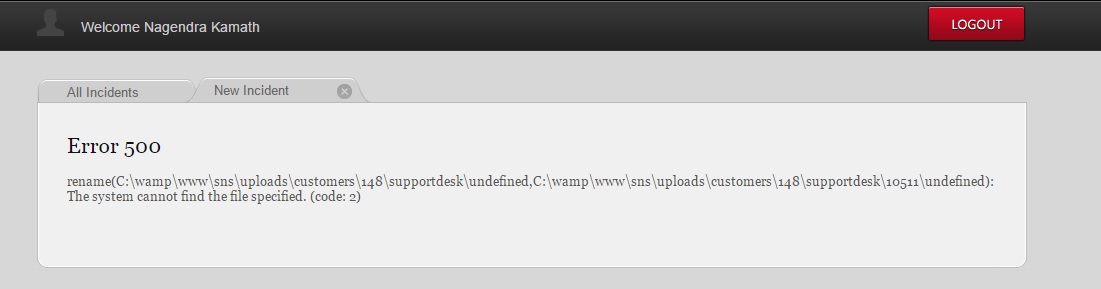 Welcome Nagendra Kamath
LOGOUT
All Incidents
New Incident
Error 500
rename(C:\wamp\www\sns\uploads\customers\148\supportdesk\undefined,C:\wamp\www\sns\uploads\customers\148\supportdesk\10511\undefined):
The system cannot find the file specified. (code: 2)